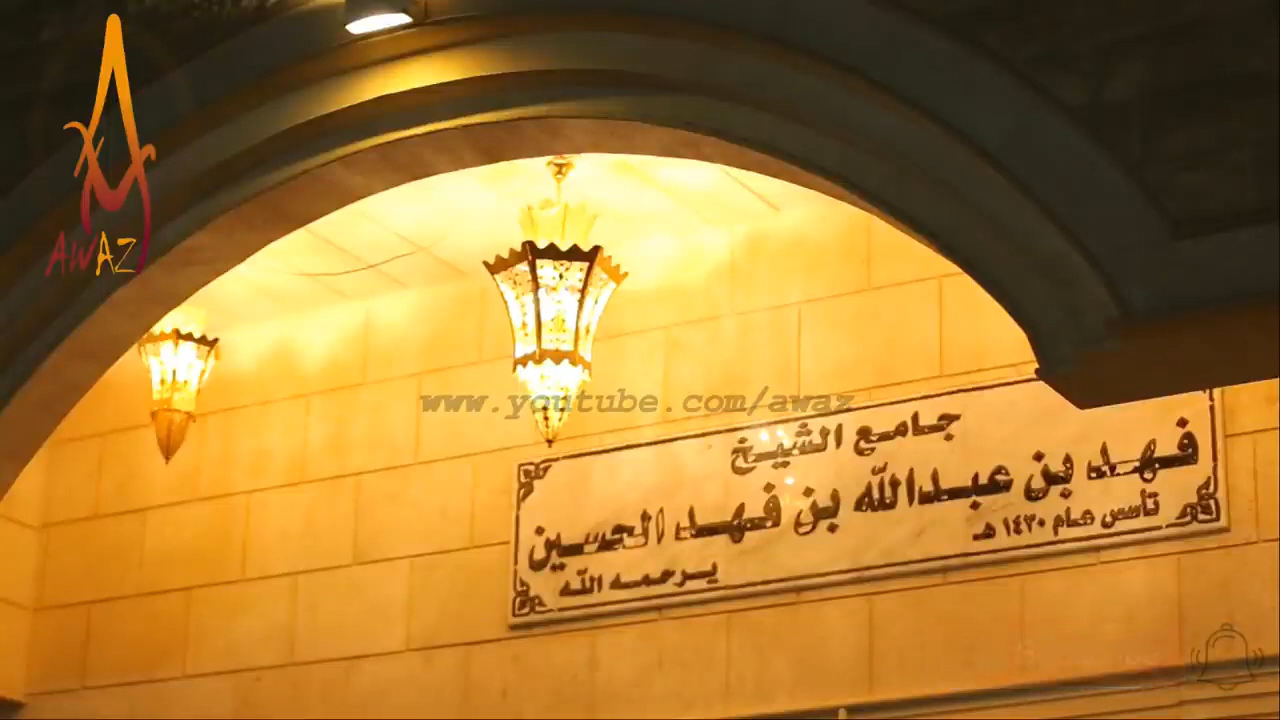 AWAZ
www.youtube.com/awaz
جامع الشيخ
فهد بن عبدالله بن فهد الحسين
تأسس عام ١٤٣٠ هـ
يرحمه الله